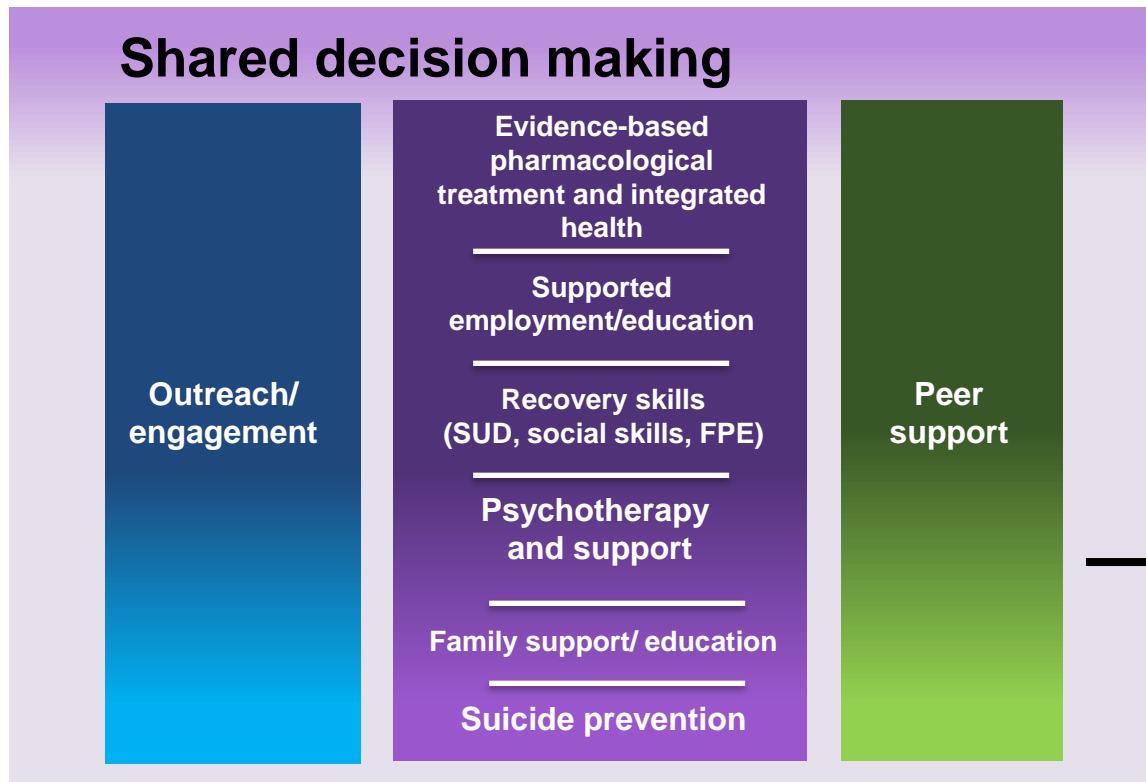 Shared decision making
Outreach/
engagement
Evidence-based
pharmacological
treatment and integrated
health
Supported
employment/education
Recovery skills
(SUD, social skills, FPE)
Psychotherapy
and support
Family support/ education
Suicide prevention
Peer
support